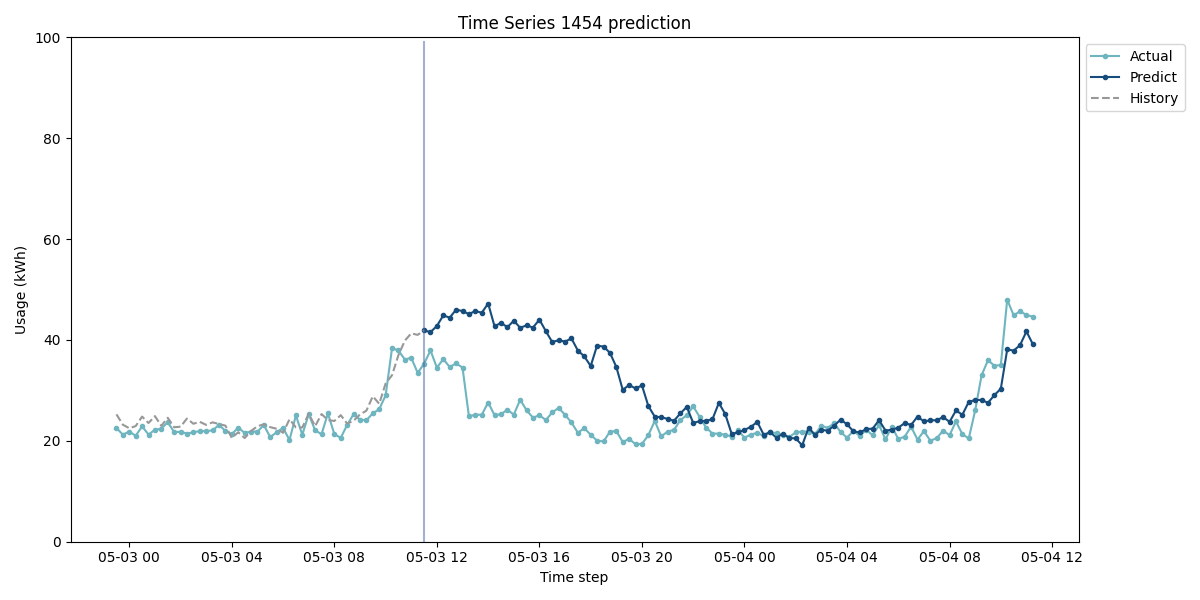 Time Series 1454 prediction
100
80
60
40
20
0
Usage (kWh)
05-03 00
05-03 04
05-03 08
05-03 12
05-03 16
05-03 20
05-04 00
05-04 04
05-04 08
05-04 12
Time step
Actual
Predict
History